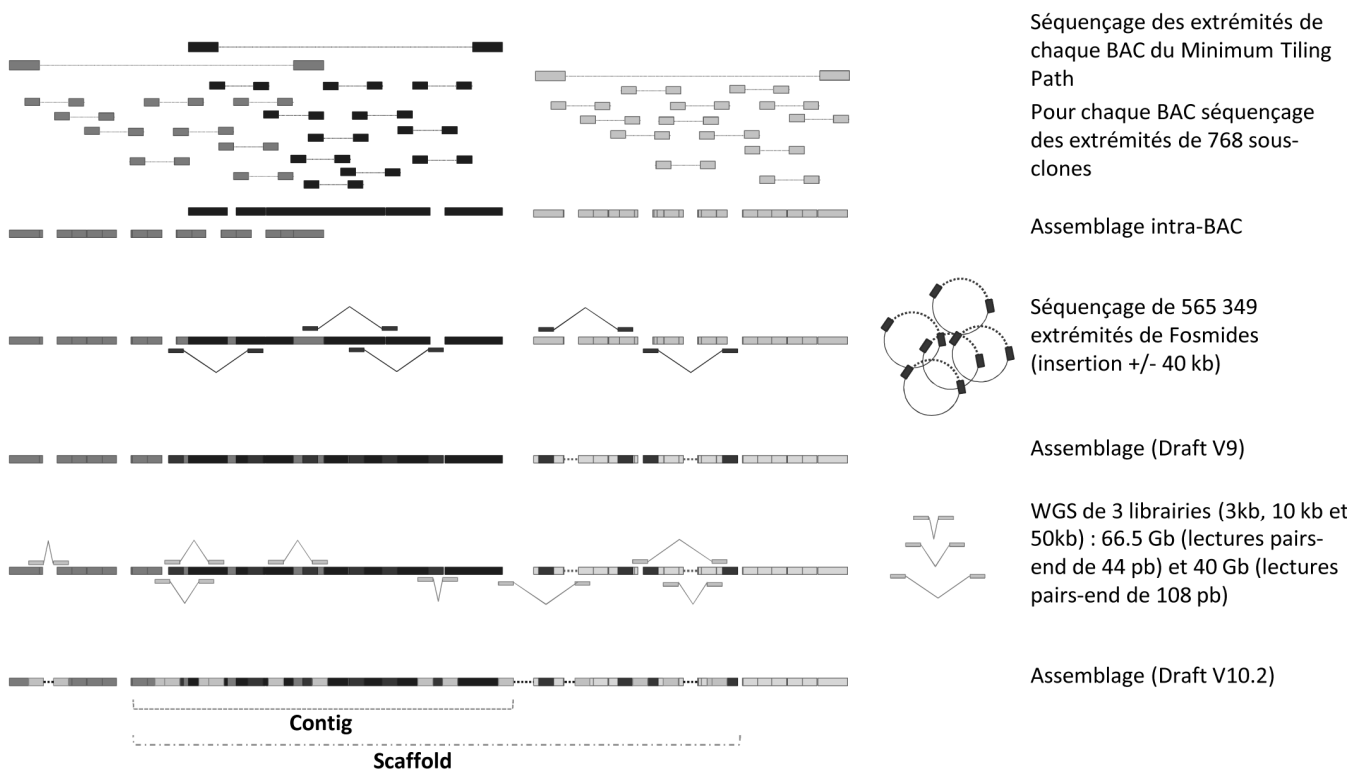 Séquençage des extrémités de
chaque BAC du Minimum Tiling
Path
Pour chaque BAC séquençage
des extrémités de 768 sous-
clones
Assemblage intra-BAC
Séquençage de 565 349
extrémités de Fosmides
(insertion +/- 40 kb)
Assemblage (Draft V9)
WGS de 3 librairies (3kb, 10 kb et
50kb) : 66.5 Gb (lectures pairs-
end de 44 pb) et 40 Gb (lectures
pairs-end de 108 pb)
Assemblage (Draft V10.2)
Contig
Scaffold